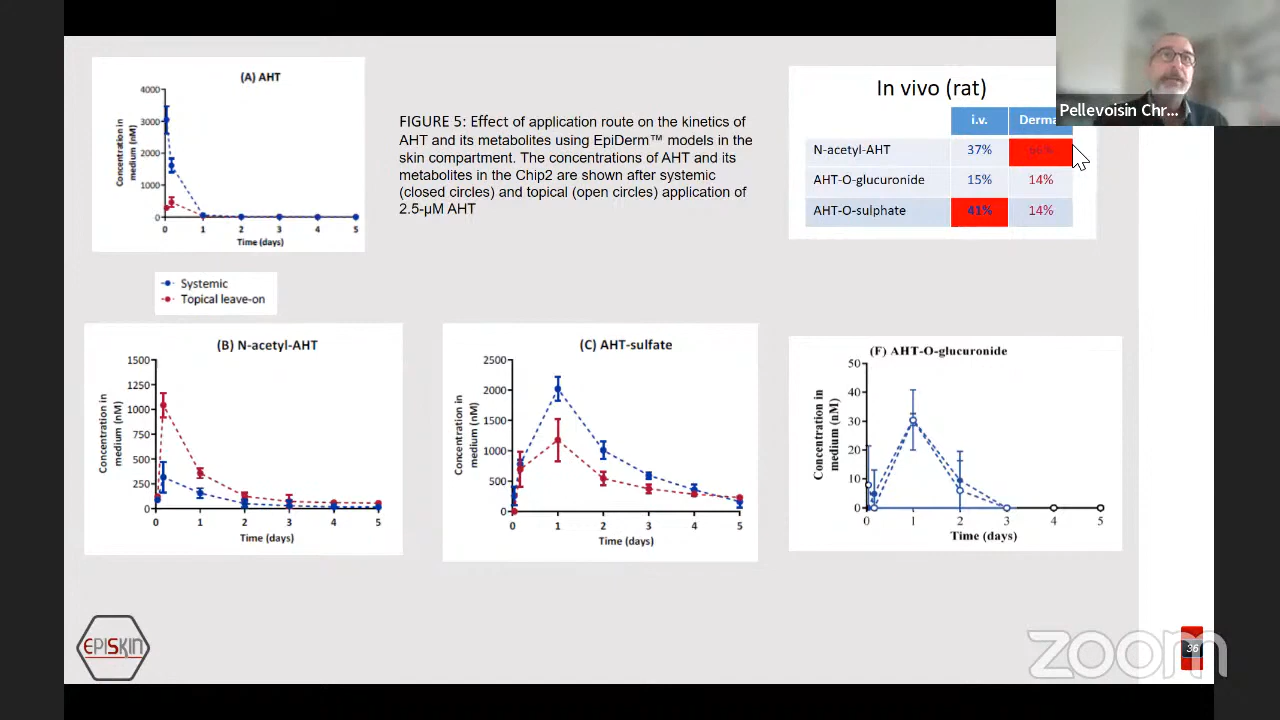 (A) AHT
4000
3000
2000
1000
0
Concentration in
medium (nM)
0 1 2 3 4 5
Time (days)
FIGURE 5: Effect of application route on the kinetics of
AHT and its metabolites using EpiDerm™ models in the
skin compartment. The concentrations of AHT and its
metabolites in the Chip2 are shown after systemic
(closed circles) and topical (open circles) application of
2.5-µM AHT
In vivo (rat)
i.v. Derma
N-acetyl-AHT 37%
AHT-O-glucuronide 15% 14%
AHT-O-sulphate 41% 14%
Pellevoisin Chr...
Systemic
Topical leave-on
(B) N-acetyl-AHT
1500
1250
1000
750
500
250
0
Concentration in
medium (nM)
0 1 2 3 4 5
Time (days)
(C) AHT-sulfate
2500
2000
1500
1000
500
0
Concentration in
medium (nM)
0 1 2 3 4 5
Time (days)
(F) AHT-O-glucuronide
50
40
30
20
10
0
Concentration in
medium (nM)
0 1 2 3 4 5
Time (days)
EPISKIN
zoom
36